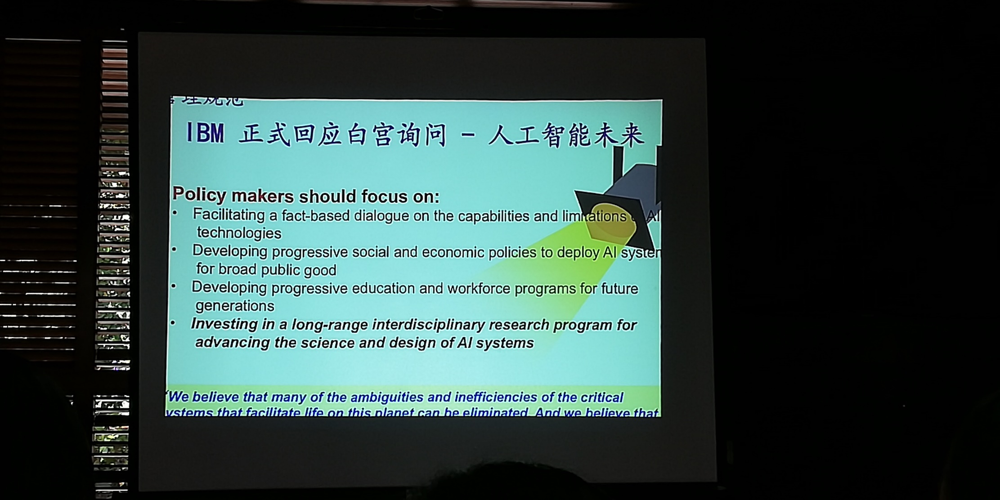 理规范
IBM 正式回应白宫询问 - 人工智能未来
Policy makers should focus on:
• Facilitating a fact-based dialogue on the capabilities and limitations AI
technologies
• Developing progressive social and economic policies to deploy AI
for broad public good
• Developing progressive education and workforce programs for future
generations
• Investing in a long-range interdisciplinary research program for
advancing the science and design of AI systems
"We believe that many of the ambiguities and inefficiencies of the critical
ystems that facilitate life on this planet can be eliminated. And we believe that